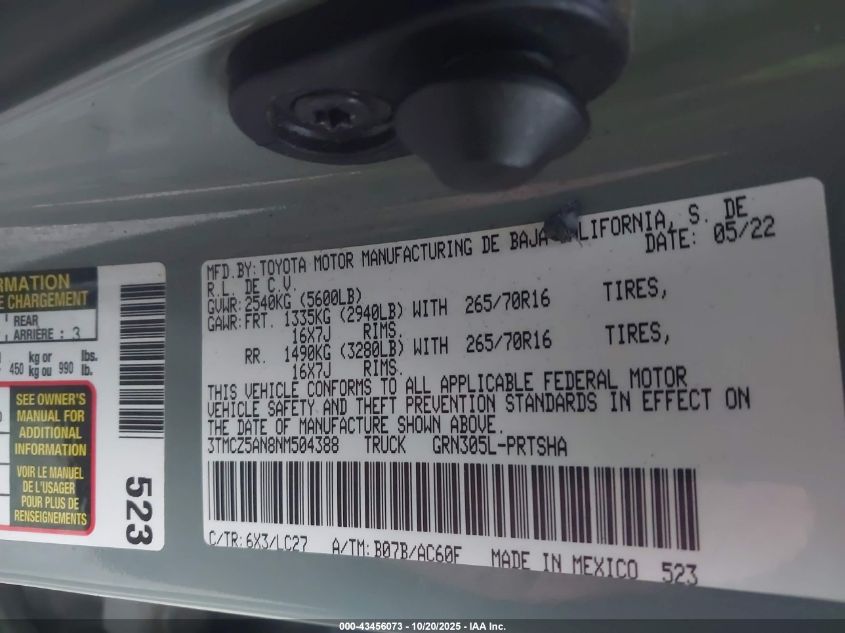 MFD.BY: TOYOTA MOTOR MANUFACTURING DE BAJA CALIFORNIA, S. DE
R.L. DE C.V. DATE: 05/22
GVWR: 2540KG (5600LB)
GAWR: FRT. 1335KG (2940LB) WITH 265/70R16 TIRES,
16X7J RIMS.
RR. 1490KG (3280LB) WITH 265/70R16 TIRES,
16X7J RIMS.
THIS VEHICLE CONFORMS TO ALL APPLICABLE FEDERAL MOTOR
VEHICLE SAFETY AND THEFT PREVENTION STANDARDS IN EFFECT ON
THE DATE OF MANUFACTURE SHOWN ABOVE.
3TMCZ5AN8NM504388 TRUCK GRN305L-PRTSHA
C/TR: 6X3/LC27 A/TM: B07B/AC60F MADE IN MEXICO 523
CHARGEMENT
REAR
ARRIÈRE : 3
kg or lbs.
450 kg ou 990 lb.
SEE OWNER'S
MANUAL FOR
ADDITIONAL
INFORMATION
VOIR LE MANUEL
DE L'USAGER
POUR PLUS DE
RENSEIGNEMENTS
523
000-43456073 - 10/20/2025 - IAA Inc.